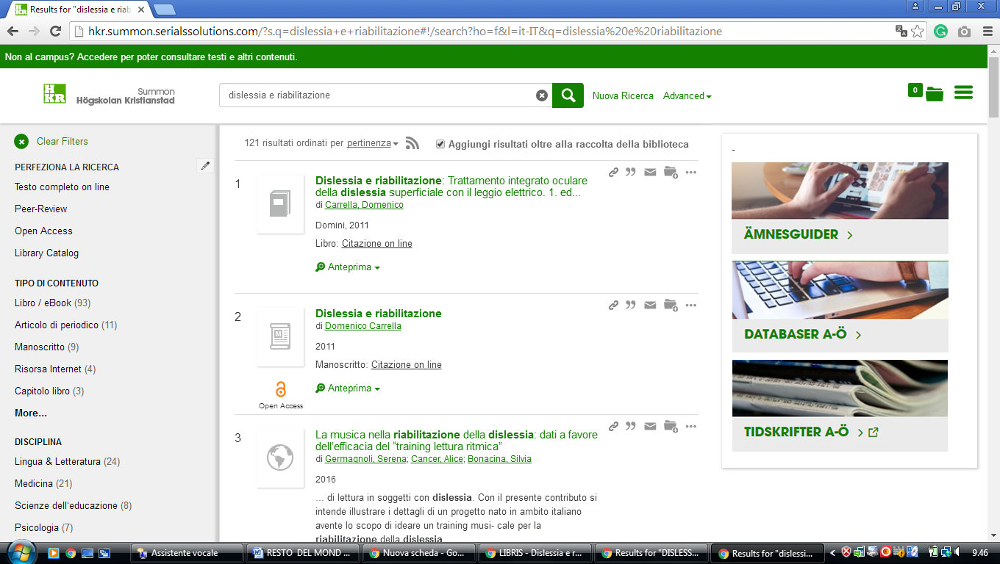 Results for "dislessia e riab
hkr.summon.serialssolutions.com/?s.q=dislessia+e+riabilitazione#!/search?ho=f&l=it-IT&q=dislessia%20e%20riabilitazione
Non al campus? Accedere per poter consultare testi e altri contenuti.
HKR
Summon
Högskolan Kristianstad
dislessia e riabilitazione
Nuova Ricerca
Advanced
0
Clear Filters
PERFEZIONA LA RICERCA
Testo completo on line
Peer-Review
Open Access
Library Catalog
TIPO DI CONTENUTO
Libro / eBook (93)
Articolo di periodico (11)
Manoscritto (9)
Risorsa Internet (4)
Capitolo libro (3)
More...
DISCIPLINA
Lingua & Letteratura (24)
Medicina (21)
Scienze dell'educazione (8)
Psicologia (7)
121 risultati ordinati per pertinenza
Aggiungi risultati oltre alla raccolta della biblioteca
1
Dislessia e riabilitazione: Trattamento integrato oculare
della dislessia superficiale con il leggio elettrico. 1. ed...
di Carrella, Domenico
Domini, 2011
Libro: Citazione on line
Anteprima
2
Dislessia e riabilitazione
di Domenico Carrella
2011
Manoscritto: Citazione on line
Anteprima
Open Access
3
La musica nella riabilitazione della dislessia: dati a favore
dell'efficacia del "training lettura ritmica"
di Germagnoli, Serena; Cancer, Alice; Bonacina, Silvia
2016
... di lettura in soggetti con dislessia. Con il presente contributo si
intende illustrare i dettagli di un progetto nato in ambito italiano
avente lo scopo di ideare un training musi- cale per la
riabilitazione della dislessia
-
ÄMNESGUIDER
DATABASER A-Ö
TIDSKRIFTER A-Ö
Assistente vocale
RESTO DEL MOND ...
Nuova scheda - Go...
LIBRIS - Dislessia e r...
Results for "DISLESS...
Results for "dislessi...
9.46